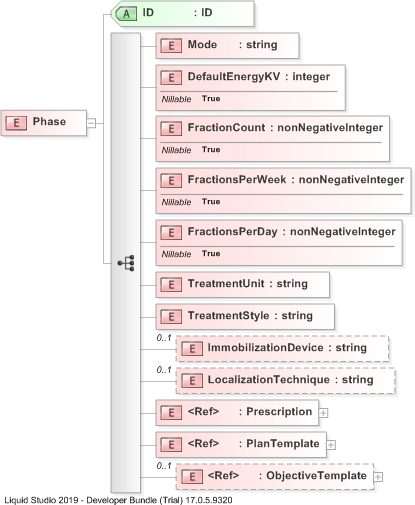 A ID : ID
E Mode : string
E DefaultEnergyKV : integer
Nillable True
E Phase
E FractionCount : nonNegativeInteger
Nillable True
E FractionsPerWeek : nonNegativeInteger
Nillable True
E FractionsPerDay : nonNegativeInteger
Nillable True
E TreatmentUnit : string
E TreatmentStyle : string
0..1
E ImmobilizationDevice : string
0..1
E LocalizationTechnique : string
E <Ref> : Prescription
E <Ref> : PlanTemplate
0..1
E <Ref> : ObjectiveTemplate
Liquid Studio 2019 - Developer Bundle (Trial) 17.0.5.9320